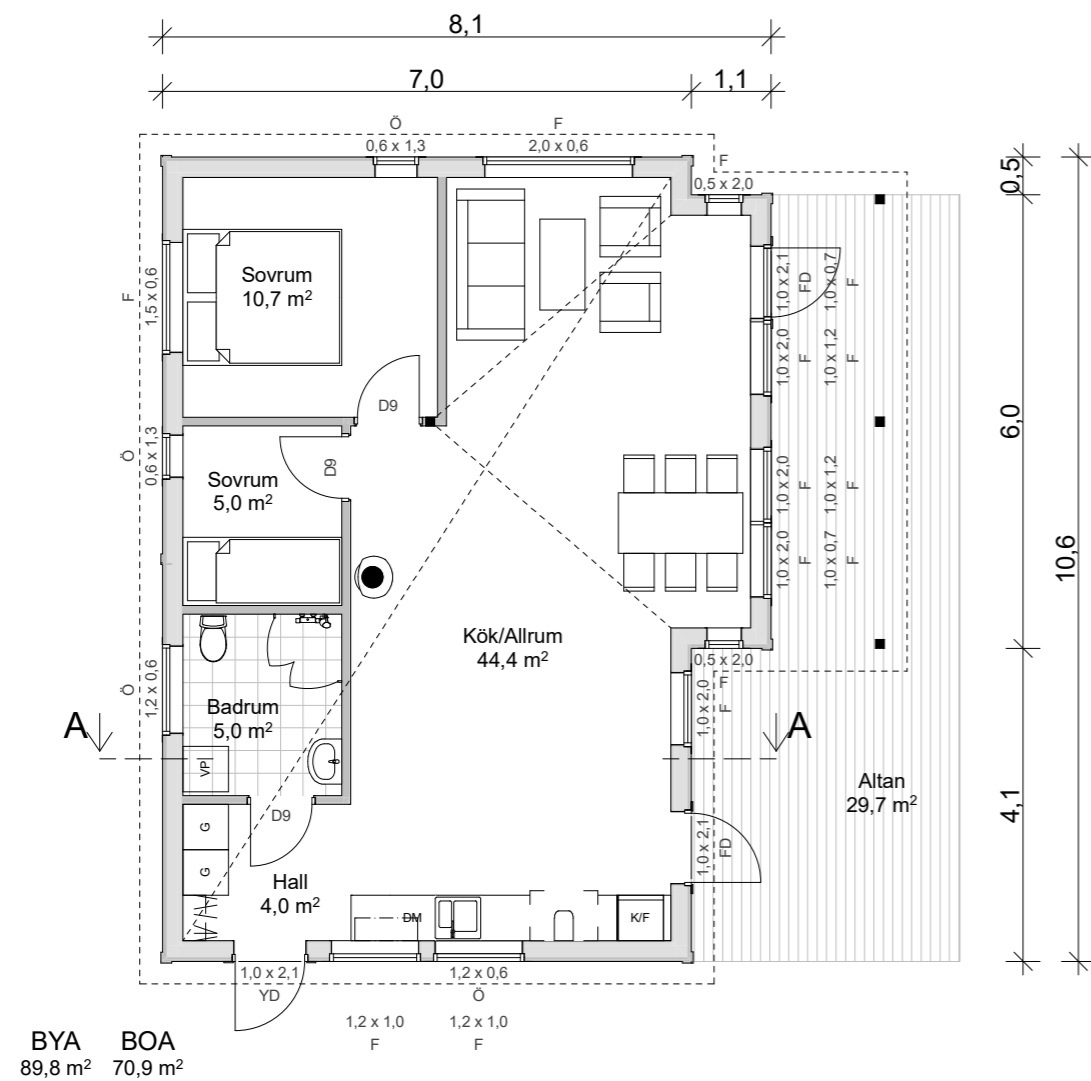 8,1
7,0
1,1
Ö
F
0,6 x 1,3
2,0 x 0,6
F
0,5 x 2,0
0,5
F
1,5 x 0,6
Sovrum
10,7 m²
1,0 x 2,1
FD
1,0 x 0,7
F
1,0 x 2,0
F
1,0 x 1,2
F
D9
6,0
Ö
0,6 x 1,3
Sovrum
5,0 m²
D9
1,0 x 2,0
F
1,0 x 1,2
F
1,0 x 2,0
F
1,0 x 0,7
F
10,6
Kök/Allrum
44,4 m²
0,5 x 2,0
F
Ö
1,2 x 0,6
Badrum
5,0 m²
1,0 x 2,0
F
A
A
VP
Altan
29,7 m²
4,1
G
D9
1,0 x 2,1
FD
G
Hall
4,0 m²
DM
K/F
1,0 x 2,1
YD
1,2 x 0,6
Ö
1,2 x 1,0
F
1,2 x 1,0
F
BYA BOA
89,8 m² 70,9 m²